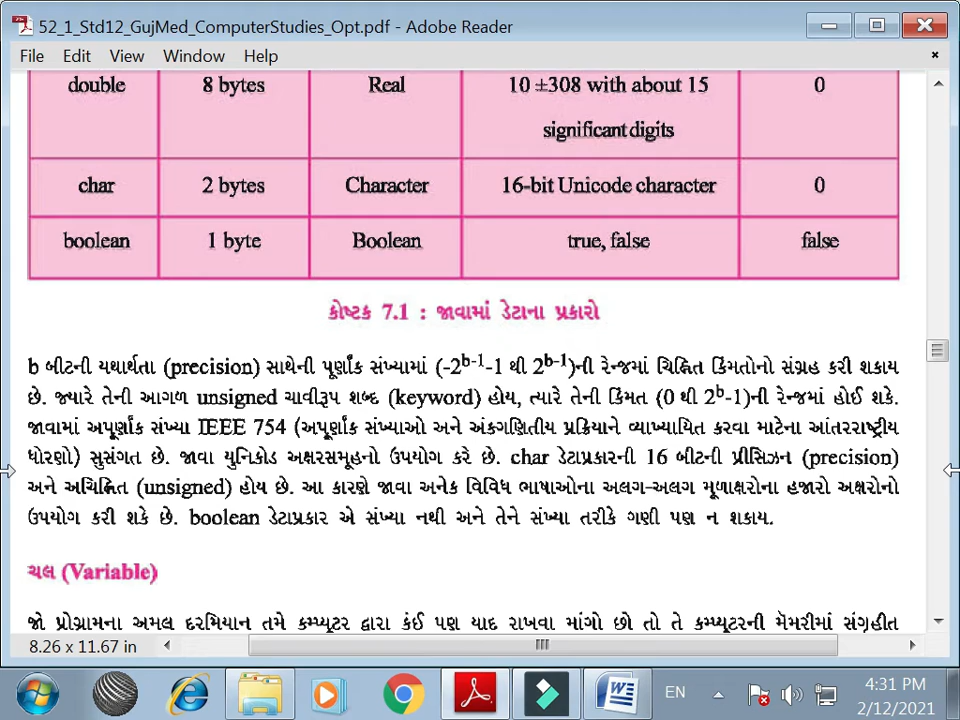 52_1_Std12_GujMed_ComputerStudies_Opt.pdf - Adobe Reader
File Edit View Window Help
double 8 bytes Real 10 ±308 with about 15 significant digits 0
char 2 bytes Character 16-bit Unicode character 0
boolean 1 byte Boolean true, false false
કોષ્ટક 7.1 : જાવામાં ડેટાના પ્રકારો
b બીટની યથાર્થતા (precision) સાથેની પૂર્ણાંક સંખ્યામાં (-2^b-1-1 થી 2^b-1)ની રેન્જમાં ચિહ્નિત કિંમતોનો સંગ્રહ કરી શકાય
છે. જ્યારે તેની આગળ unsigned ચાવીરૂપ શબ્દ (keyword) હોય, ત્યારે તેની કિંમત (0 થી 2^b-1)ની રેન્જમાં હોઈ શકે.
જાવામાં અપૂર્ણાંક સંખ્યા IEEE 754 (અપૂર્ણાંક સંખ્યાઓ અને અંકગણિતીય પ્રક્રિયાને વ્યાખ્યાયિત કરવા માટેના આંતરરાષ્ટ્રીય
ધોરણો) સુસંગત છે. જાવા યુનિકોડ અક્ષરસમૂહનો ઉપયોગ કરે છે. char ડેટાપ્રકારની 16 બીટની પ્રીસિઝન (precision)
અને અચિહ્નિત (unsigned) હોય છે. આ કારણે જાવા અનેક વિવિધ ભાષાઓના અલગ-અલગ મૂળાક્ષરોના હજારો અક્ષરોનો
ઉપયોગ કરી શકે છે. boolean ડેટાપ્રકાર એ સંખ્યા નથી અને તેને સંખ્યા તરીકે ગણી પણ ન શકાય.
ચલ (Variable)
જો પ્રોગ્રામના અમલ દરમિયાન તમે કમ્પ્યૂટર દ્વારા કંઈ પણ યાદ રાખવા માંગો છો તો તે કમ્પ્યૂટરની મૅમરીમાં સંગૃહીત
8.26 x 11.67 in
EN
4:31 PM
2/12/2021